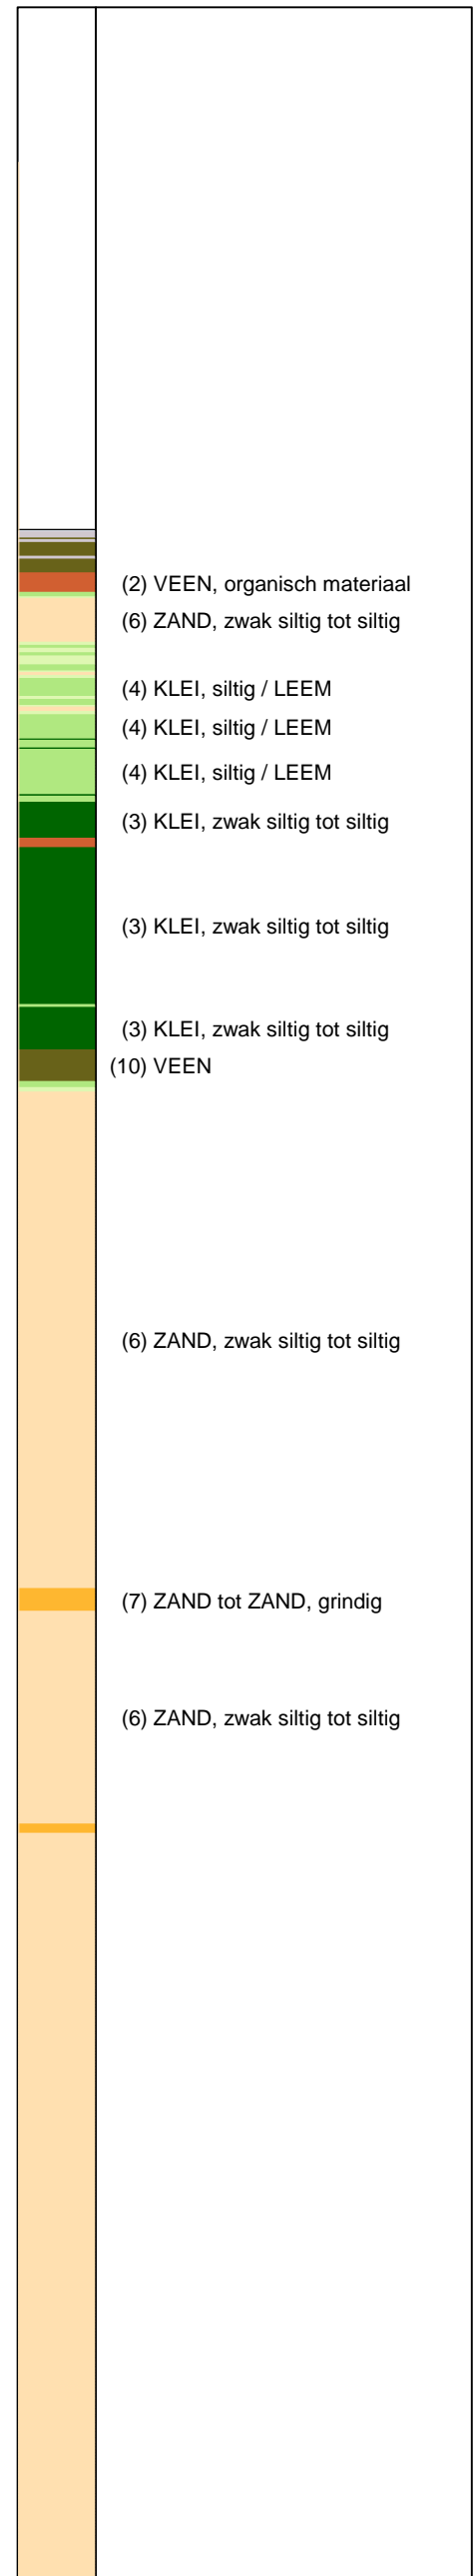 (2) VEEN, organisch materiaal
(6) ZAND, zwak siltig tot siltig
(4) KLEI, siltig / LEEM
(4) KLEI, siltig / LEEM
(4) KLEI, siltig / LEEM
(3) KLEI, zwak siltig tot siltig
(3) KLEI, zwak siltig tot siltig
(3) KLEI, zwak siltig tot siltig
(10) VEEN
(6) ZAND, zwak siltig tot siltig
(7) ZAND tot ZAND, grindig
(6) ZAND, zwak siltig tot siltig